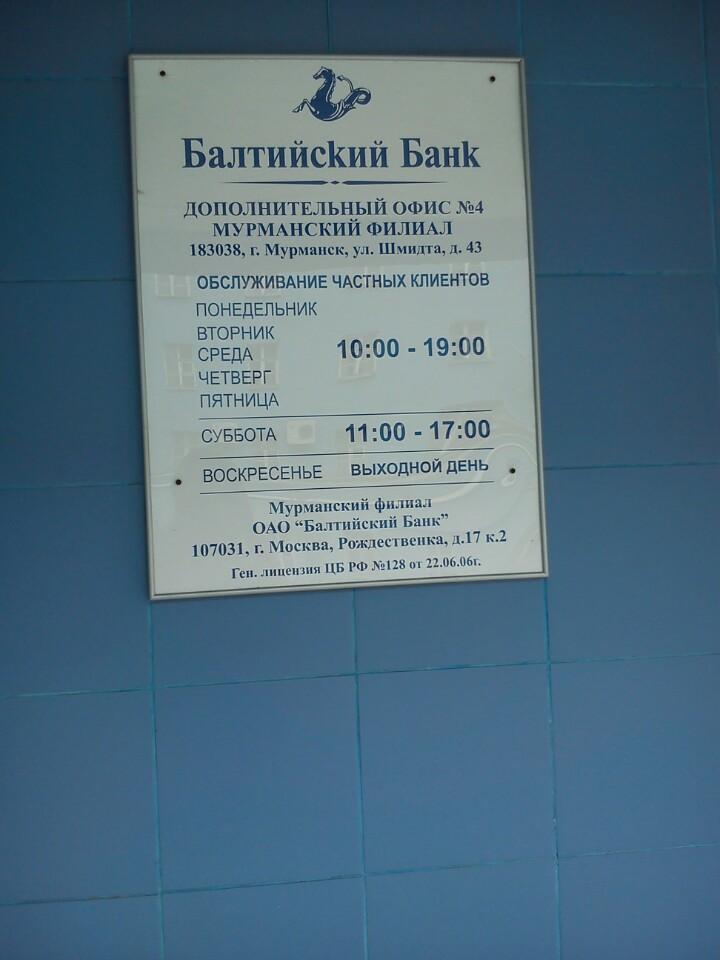 Балтийский Банк
ДОПОЛНИТЕЛЬНЫЙ ОФИС №4
МУРМАНСКИЙ ФИЛИАЛ
183038, г. Мурманск, ул. Шмидта, д. 43
ОБСЛУЖИВАНИЕ ЧАСТНЫХ КЛИЕНТОВ
ПОНЕДЕЛЬНИК
ВТОРНИК
СРЕДА 10:00 - 19:00
ЧЕТВЕРГ
ПЯТНИЦА
СУББОТА 11:00 - 17:00
ВОСКРЕСЕНЬЕ ВЫХОДНОЙ ДЕНЬ
Мурманский филиал
ОАО “Балтийский Банк”
107031, г. Москва, Рождественка, д.17 к.2
Ген. лицензия ЦБ РФ №128 от 22.06.06г.